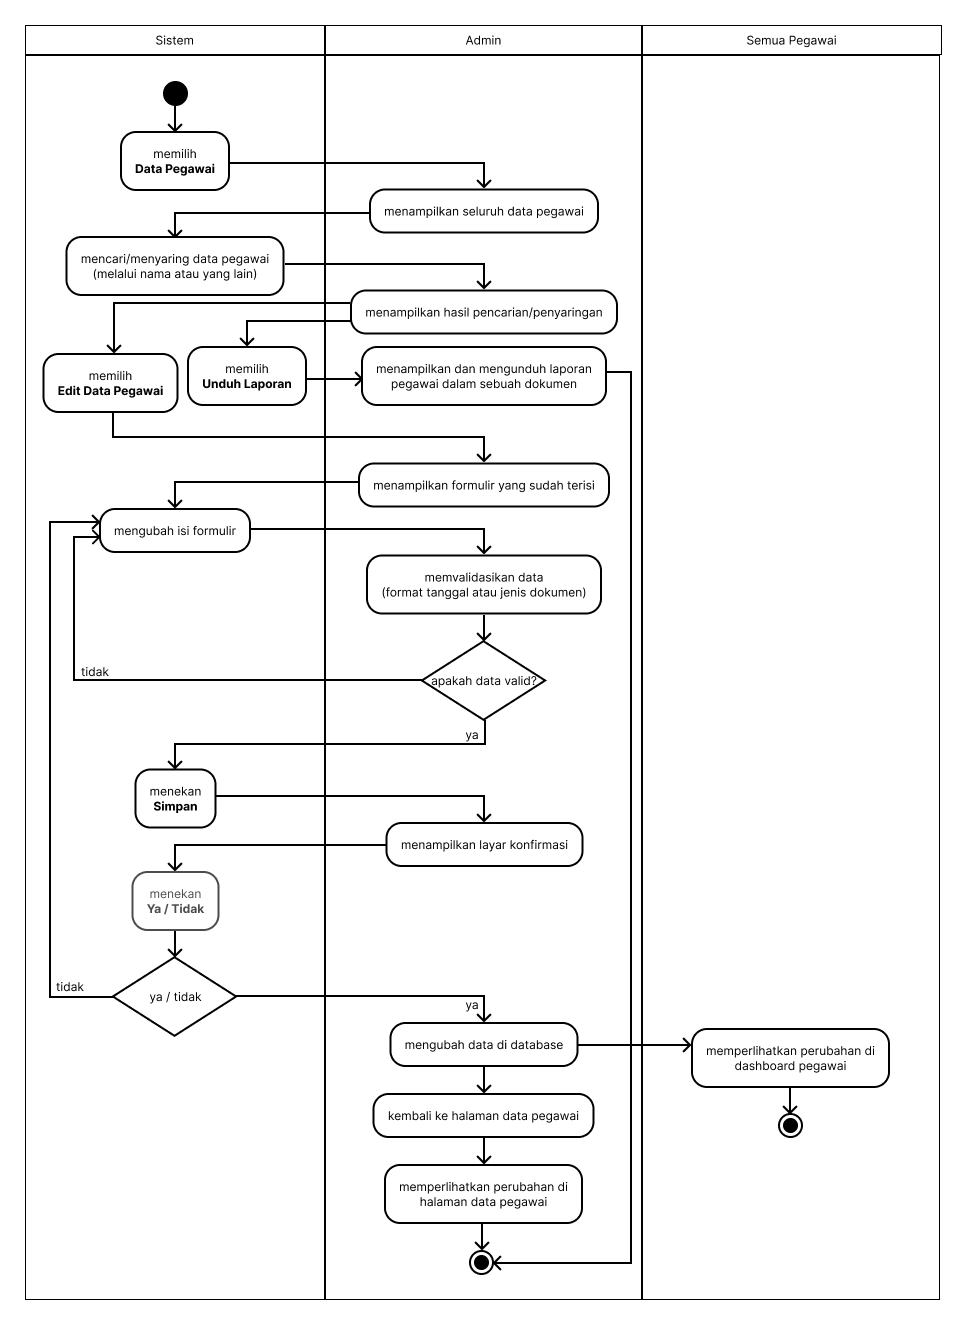 Sistem
Admin
Semua Pegawai
memilih
Data Pegawai
menampilkan seluruh data pegawai
mencari/menyaring data pegawai
(melalui nama atau yang lain)
menampilkan hasil pencarian/penyaringan
memilih
Edit Data Pegawai
memilih
Unduh Laporan
menampilkan dan mengunduh laporan
pegawai dalam sebuah dokumen
menampilkan formulir yang sudah terisi
mengubah isi formulir
memvalidasikan data
(format tanggal atau jenis dokumen)
tidak
apakah data valid?
ya
menekan
Simpan
menampilkan layar konfirmasi
menekan
Ya / Tidak
tidak
ya / tidak
ya
mengubah data di database
memperlihatkan perubahan di
dashboard pegawai
kembali ke halaman data pegawai
memperlihatkan perubahan di
halaman data pegawai